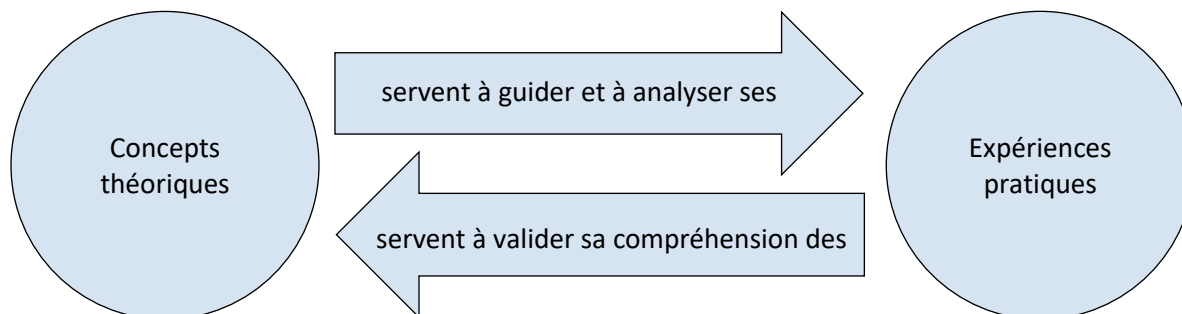 Concepts
théoriques
servent à guider et à analyser ses
Expériences
pratiques
servent à valider sa compréhension des